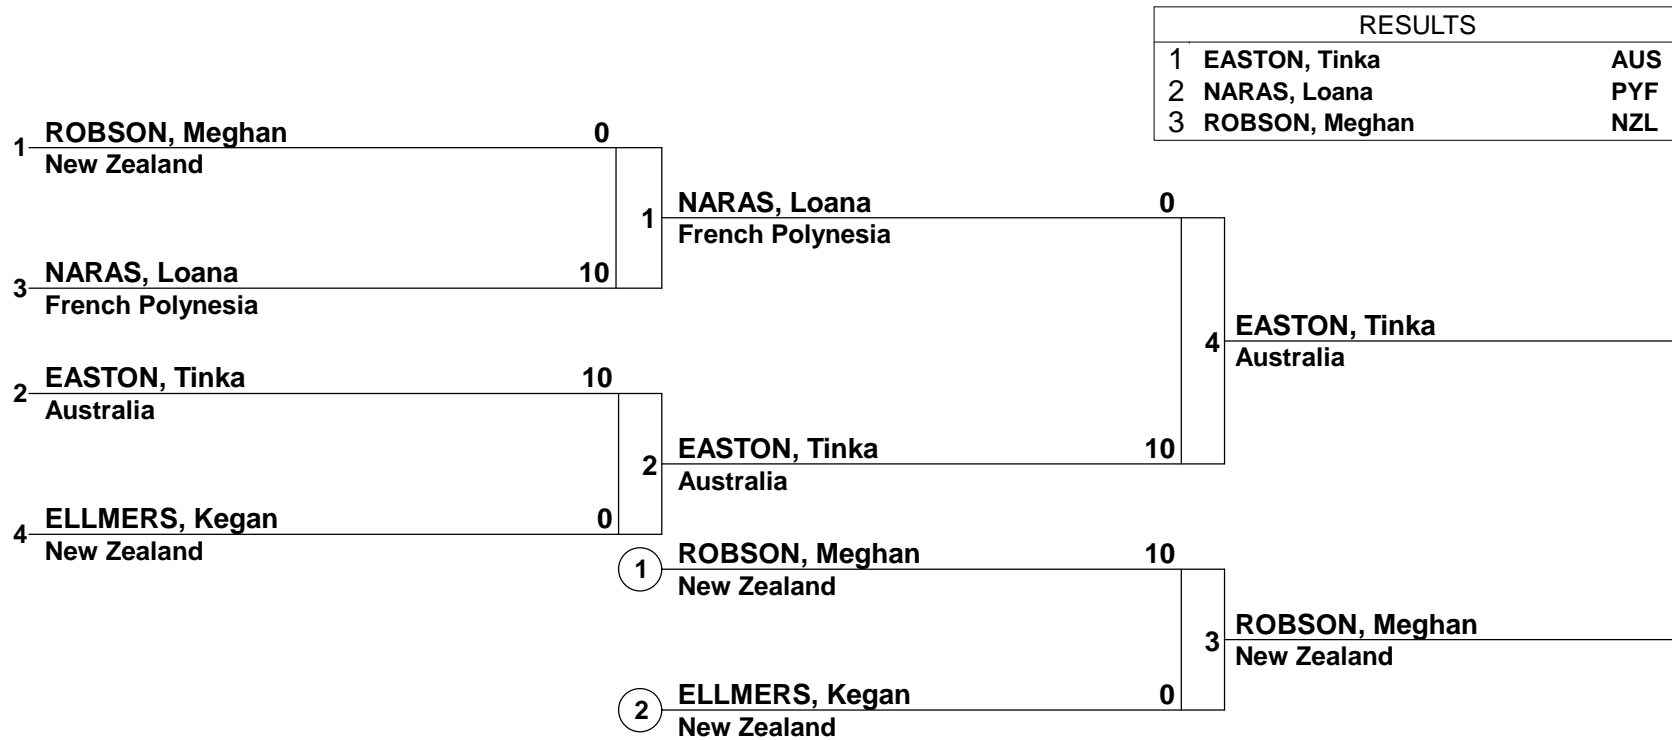 RESULTS
1 EASTON, Tinka AUS
2 NARAS, Loana PYF
3 ROBSON, Meghan NZL
1 ROBSON, Meghan 0
New Zealand
3 NARAS, Loana 10
French Polynesia
2 EASTON, Tinka 10
Australia
4 ELLMERS, Kegan 0
New Zealand
1 NARAS, Loana 0
French Polynesia
2 EASTON, Tinka 10
Australia
1 ROBSON, Meghan 10
New Zealand
2 ELLMERS, Kegan 0
New Zealand
4 EASTON, Tinka
Australia
3 ROBSON, Meghan
New Zealand